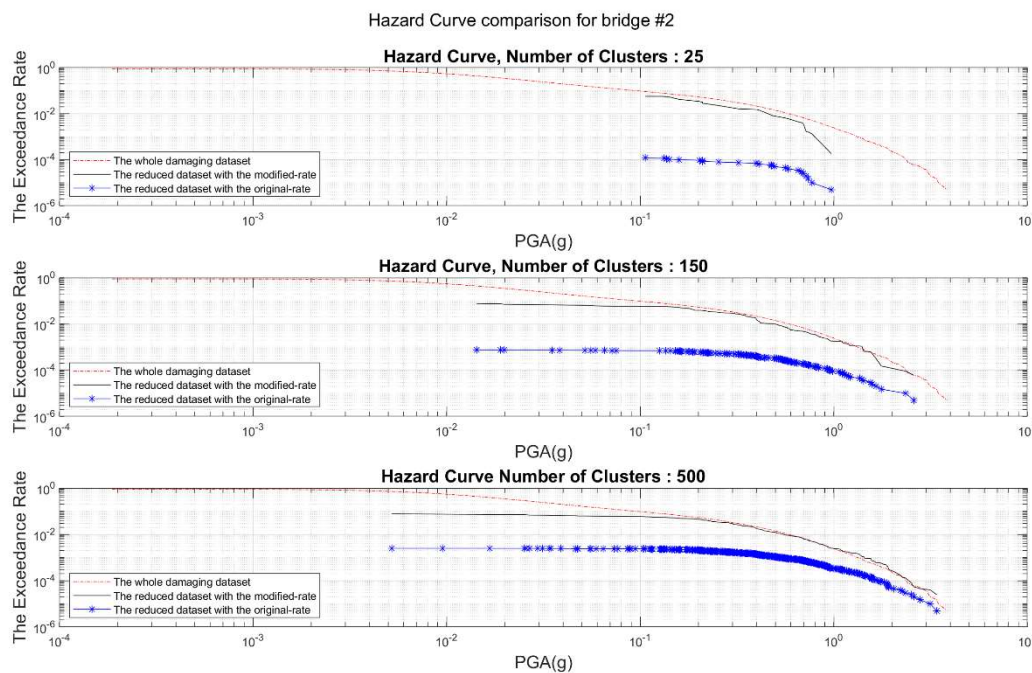 Hazard Curve comparison for bridge #2
Hazard Curve, Number of Clusters : 25
The Exceedance Rate
10^0
10^-2
10^-4
10^-6
The whole damaging dataset
The reduced dataset with the modified-rate
The reduced dataset with the original-rate
10^-4
10^-3
10^-2
10^-1
10^0
10
PGA(g)
Hazard Curve, Number of Clusters : 150
The Exceedance Rate
10^0
10^-2
10^-4
10^-6
The whole damaging dataset
The reduced dataset with the modified-rate
The reduced dataset with the original-rate
10^-4
10^-3
10^-2
10^-1
10^0
10
PGA(g)
Hazard Curve Number of Clusters : 500
The Exceedance Rate
10^0
10^-2
10^-4
10^-6
The whole damaging dataset
The reduced dataset with the modified-rate
The reduced dataset with the original-rate
10^-4
10^-3
10^-2
10^-1
10^0
10
PGA(g)